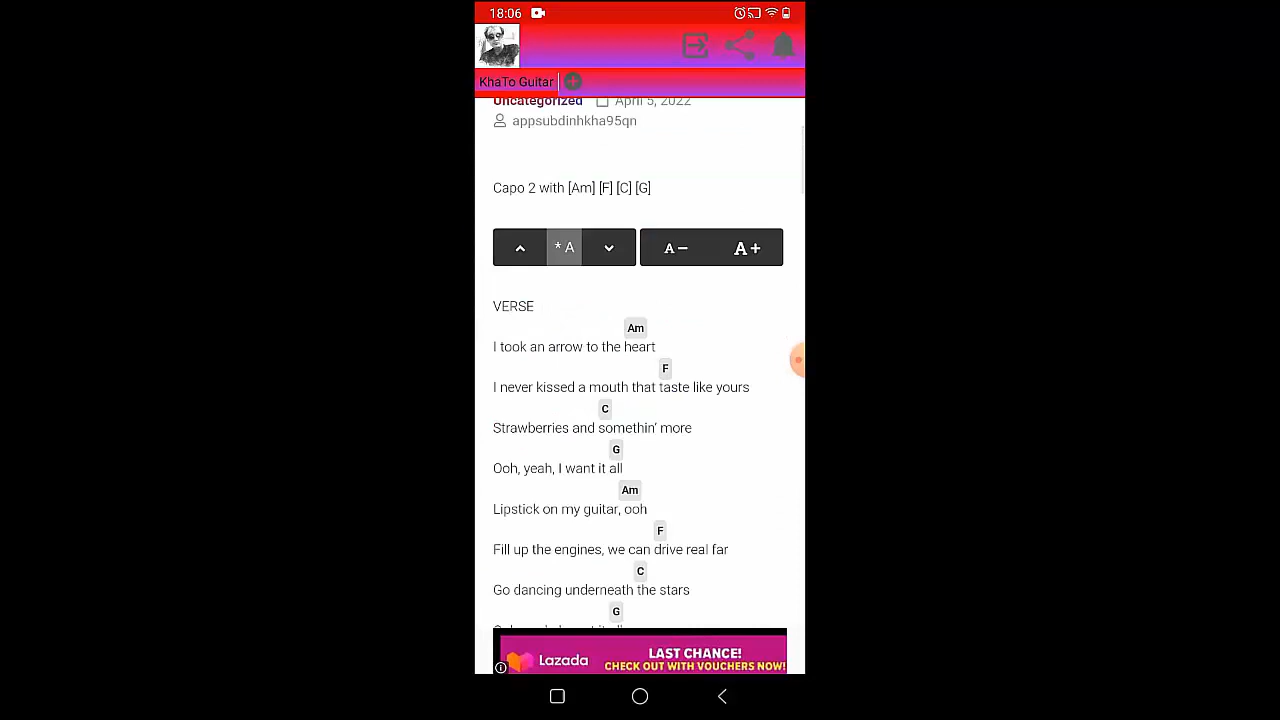 18:06
KhaTo Guitar
Uncategorized April 5, 2022
appsubdinhkha95qn
Capo 2 with [Am] [F] [C] [G]
* A A− A+
VERSE
Am
I took an arrow to the heart
F
I never kissed a mouth that taste like yours
C
Strawberries and somethin’ more
G
Ooh, yeah, I want it all
Am
Lipstick on my guitar, ooh
F
Fill up the engines, we can drive real far
C
Go dancing underneath the stars
G
Lazada
LAST CHANCE!
CHECK OUT WITH VOUCHERS NOW!